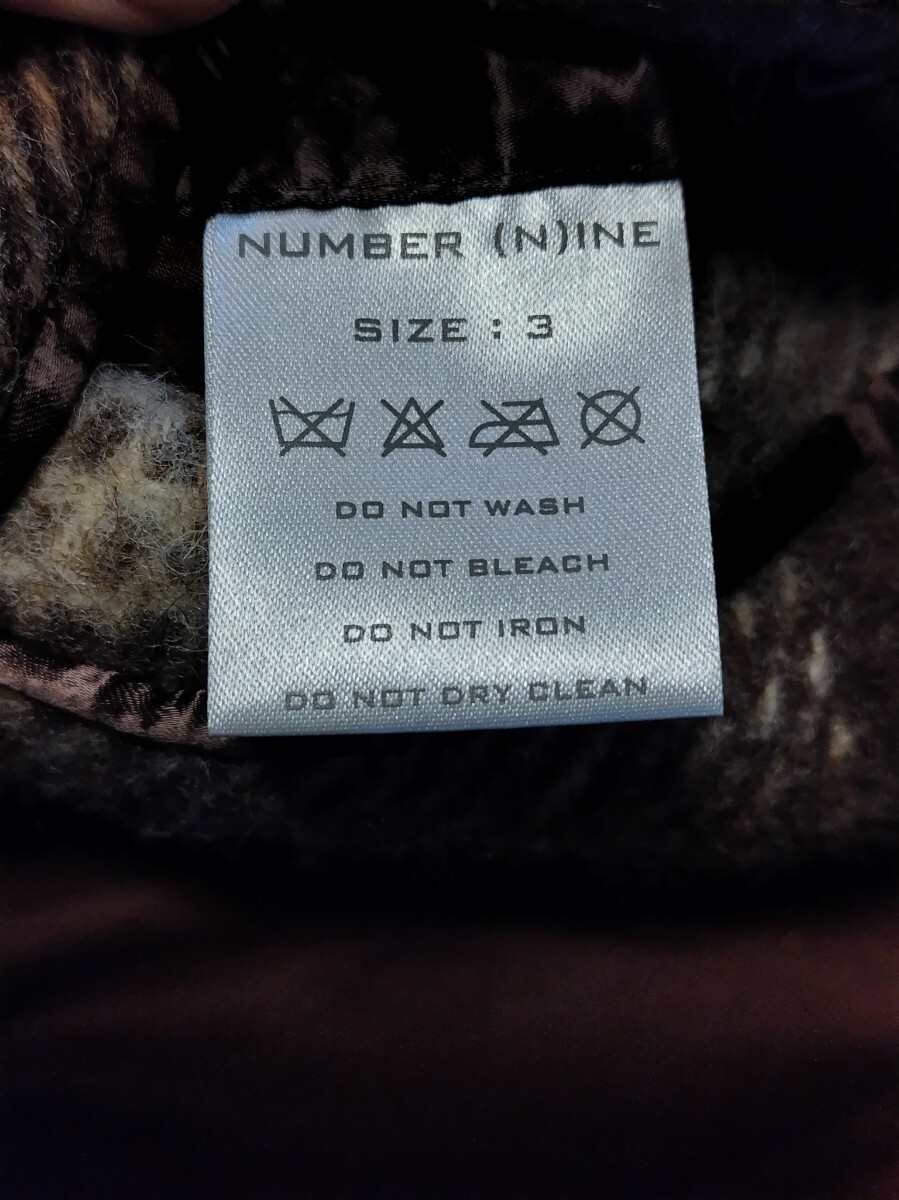 NUMBER (N)INE
SIZE : 3
DO NOT WASH
DO NOT BLEACH
DO NOT IRON
DO NOT DRY CLEAN